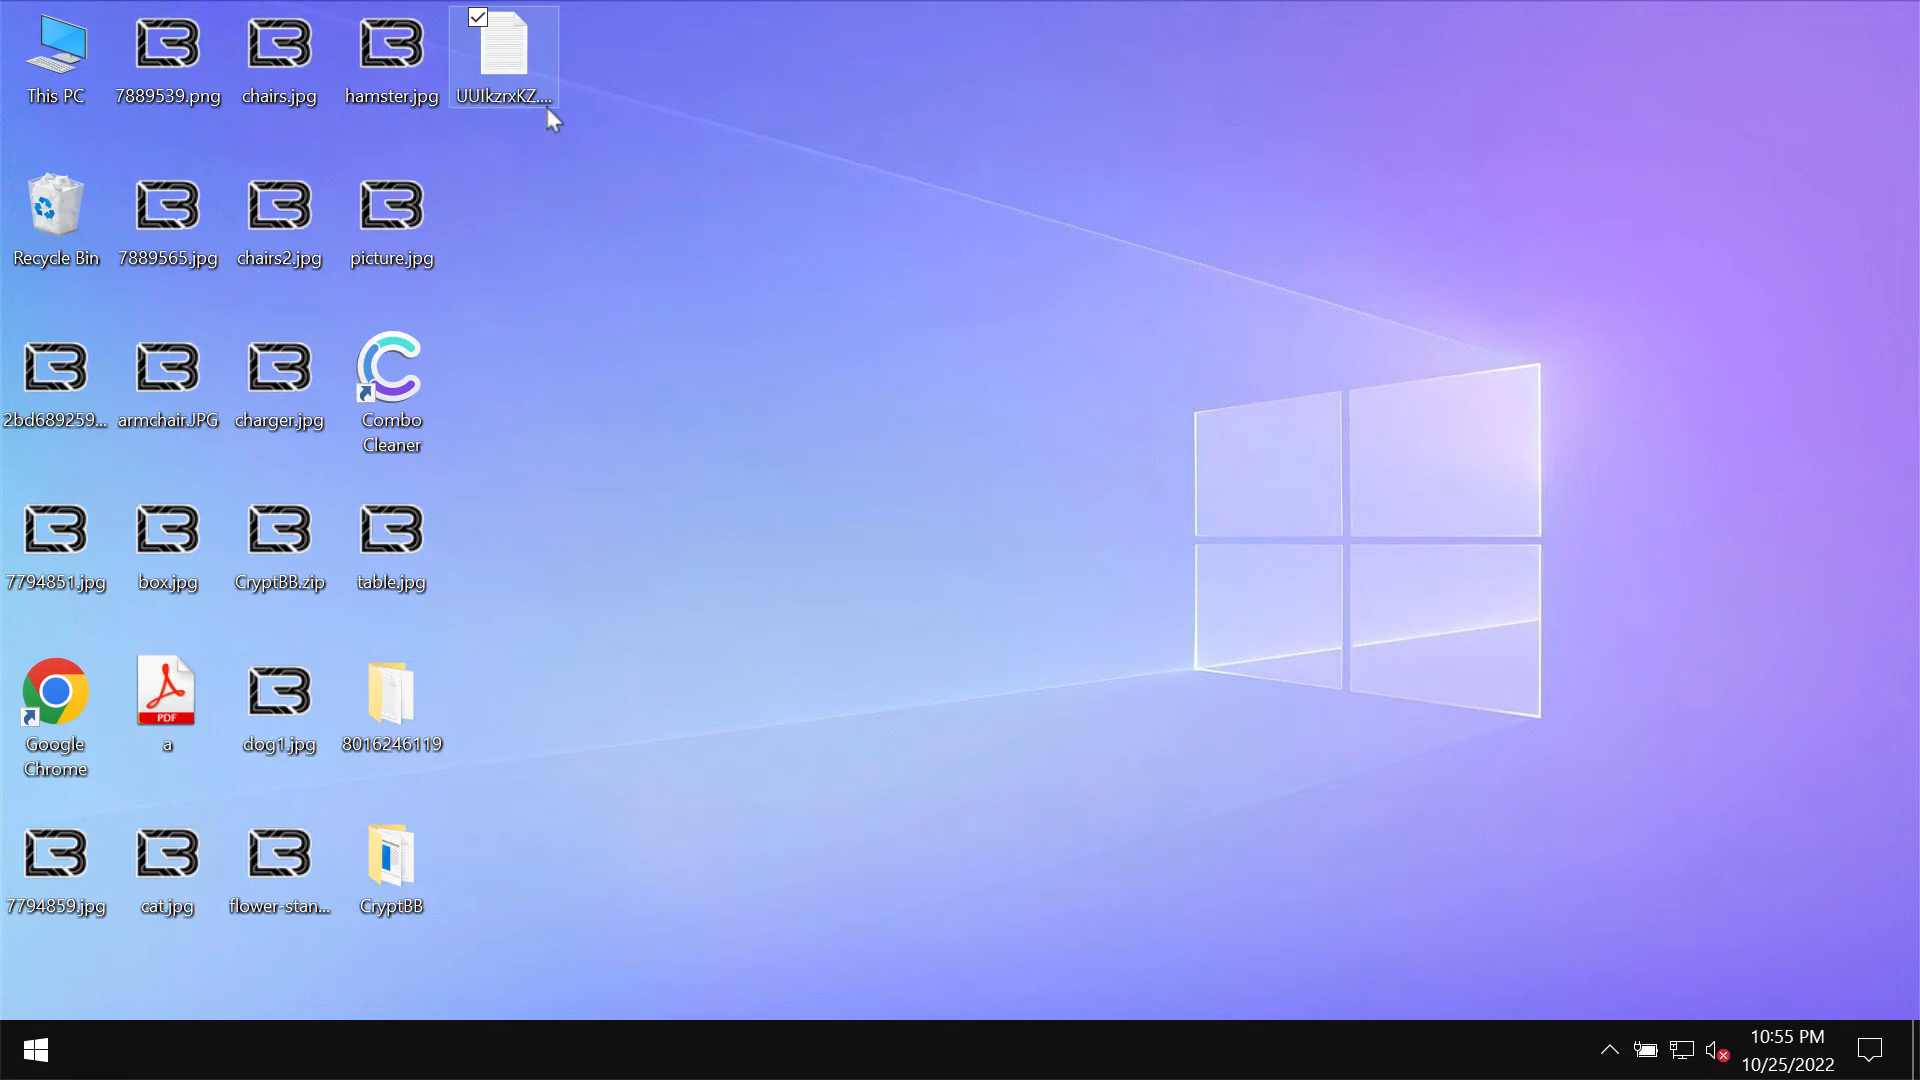 This PC
7889539.png
chairs.jpg
hamster.jpg
UUIkzrxKZ....
Recycle Bin
7889565.jpg
chairs2.jpg
picture.jpg
2bd689259...
armchair.JPG
charger.jpg
Combo
Cleaner
7794851.jpg
box.jpg
CryptBB.zip
table.jpg
PDF
Google
Chrome
a
dog1.jpg
8016246119
7794859.jpg
cat.jpg
flower-stan...
CryptBB
10:55 PM
10/25/2022